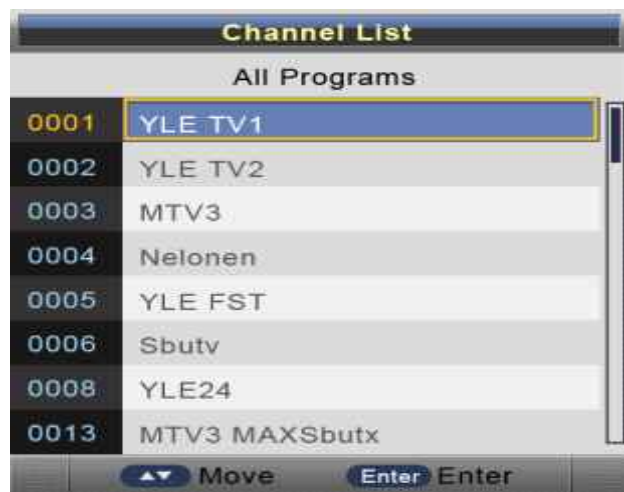 Channel List
All Programs
0001 YLE TV1
0002 YLE TV2
0003 MTV3
0004 Nelonen
0005 YLE FST
0006 Sbutv
0008 YLE24
0013 MTV3 MAXSbutx
Move Enter Enter